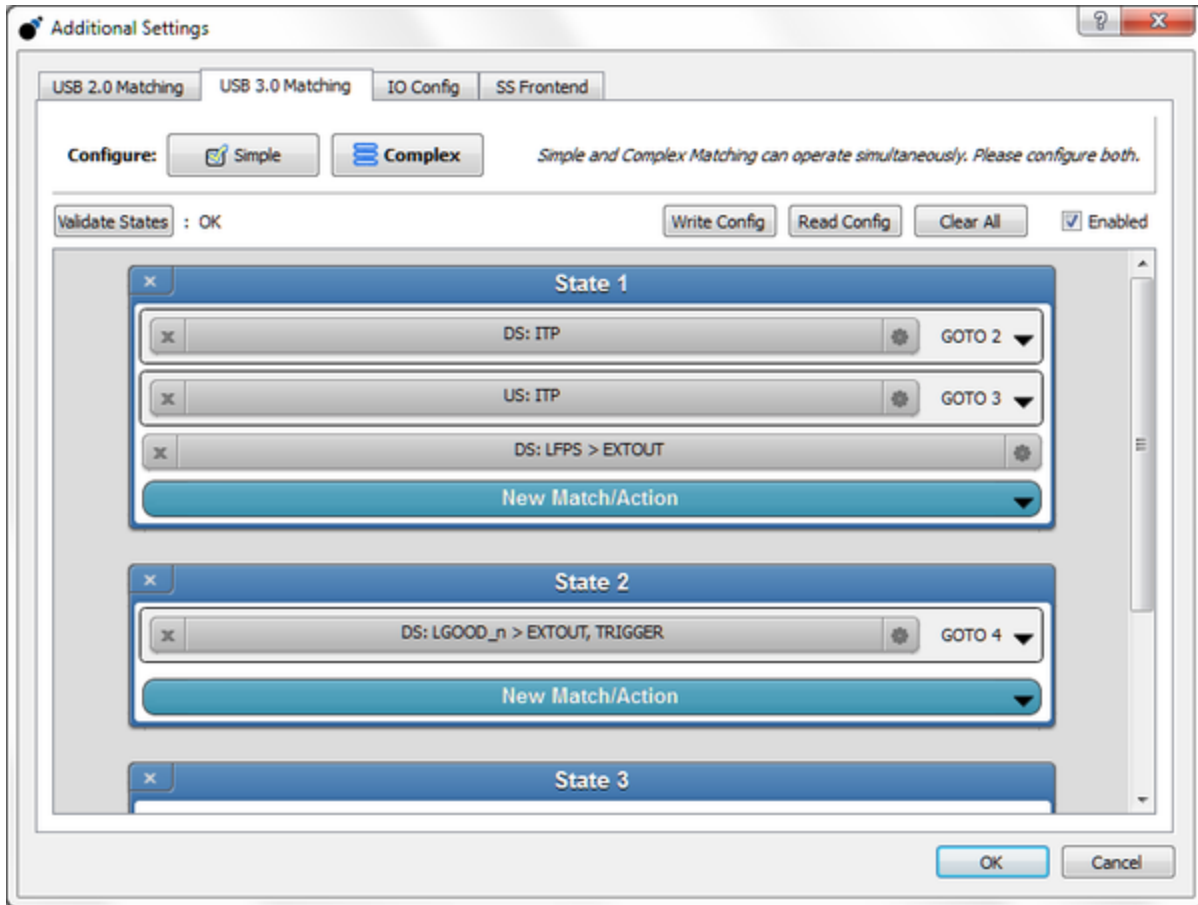 Additional Settings
USB 2.0 Matching USB 3.0 Matching IO Config SS Frontend
Configure: Simple Complex Simple and Complex Matching can operate simultaneously. Please configure both.
Validate States : OK Write Config Read Config Clear All Enabled
State 1
DS: ITP GOTO 2
US: ITP GOTO 3
DS: LFPS > EXTOUT
New Match/Action
State 2
DS: LGOOD_n > EXTOUT, TRIGGER GOTO 4
New Match/Action
State 3
OK Cancel